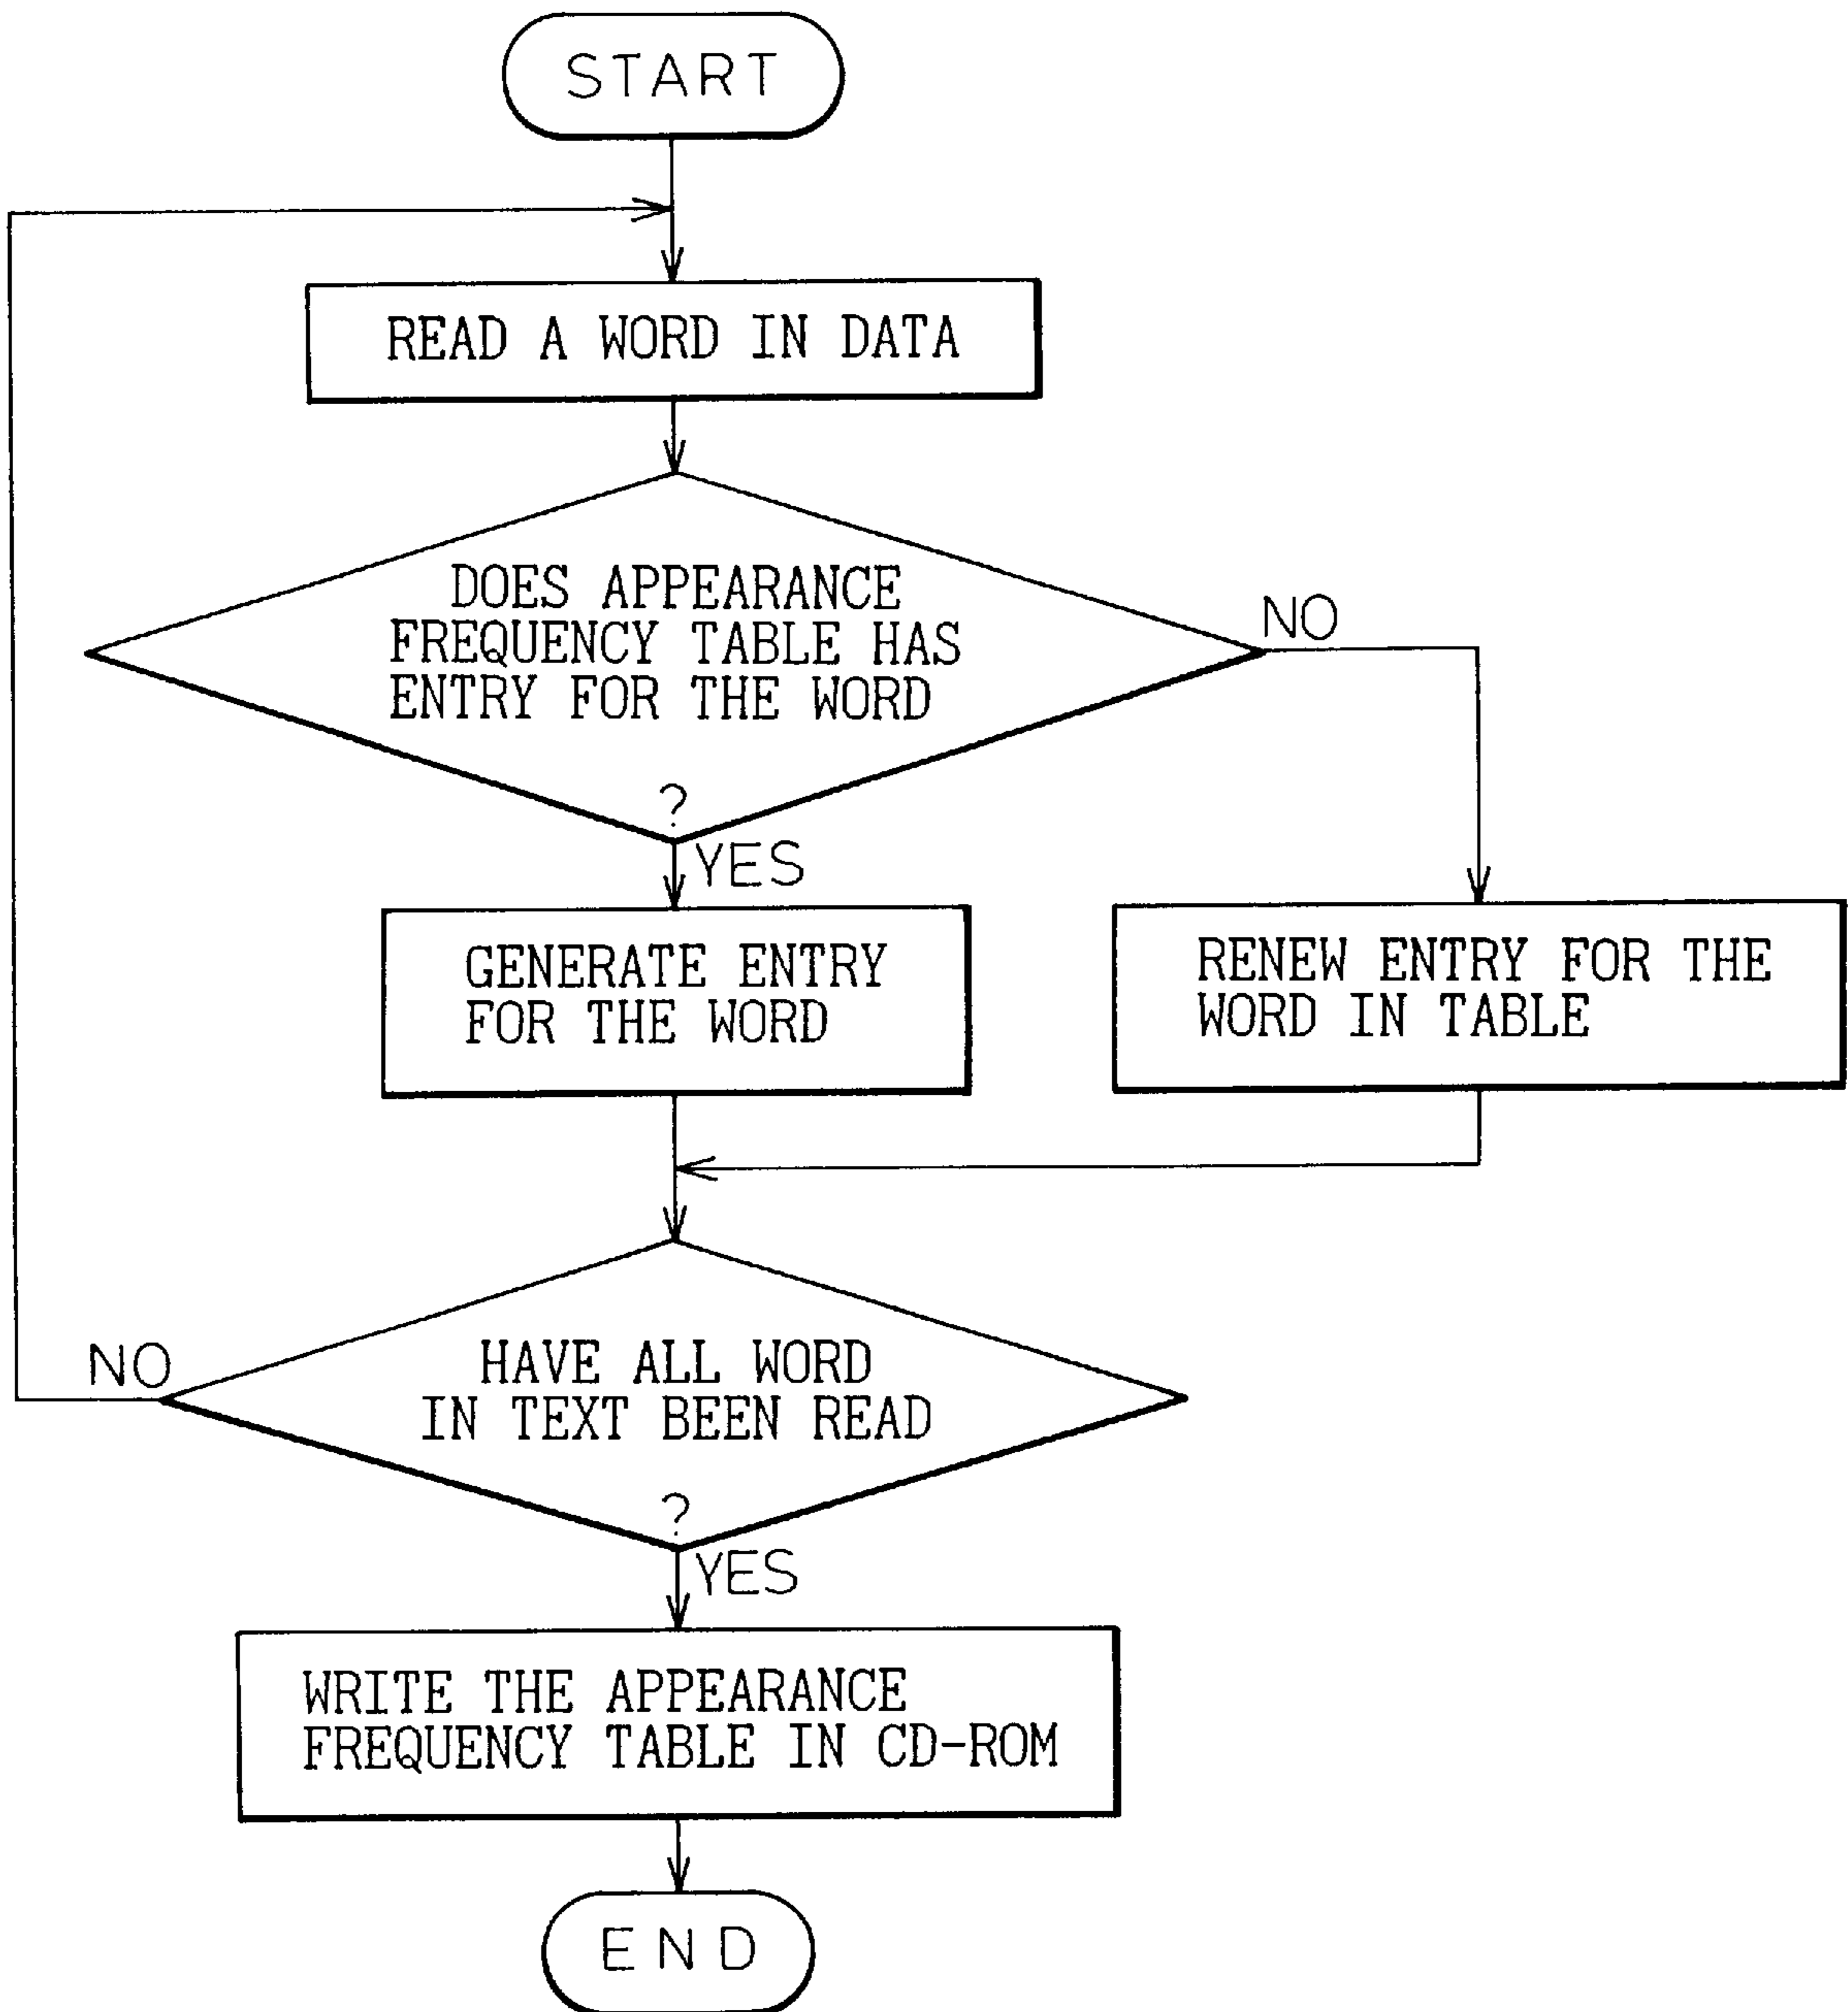 START
READ A WORD IN DATA
DOES APPEARANCE
FREQUENCY TABLE HAS
ENTRY FOR THE WORD
?
NO
YES
GENERATE ENTRY
FOR THE WORD
RENEW ENTRY FOR THE
WORD IN TABLE
HAVE ALL WORD
IN TEXT BEEN READ
?
NO
YES
WRITE THE APPEARANCE
FREQUENCY TABLE IN CD-ROM
END